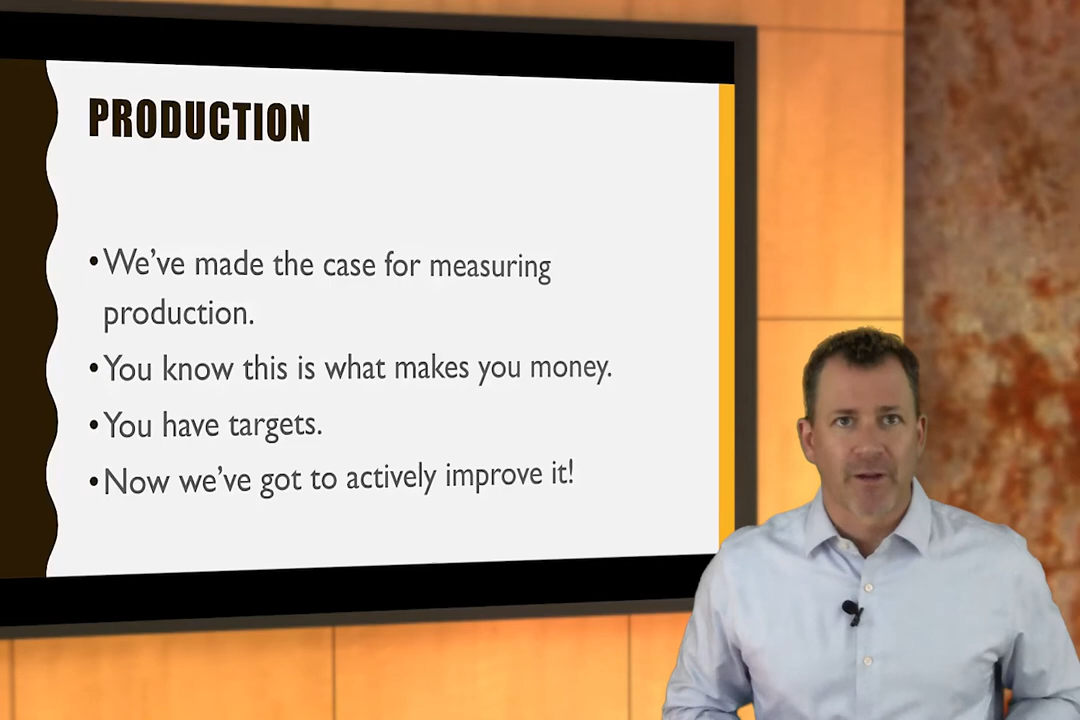 PRODUCTION
•We've made the case for measuring
production.
•You know this is what makes you money.
•You have targets.
•Now we've got to actively improve it!